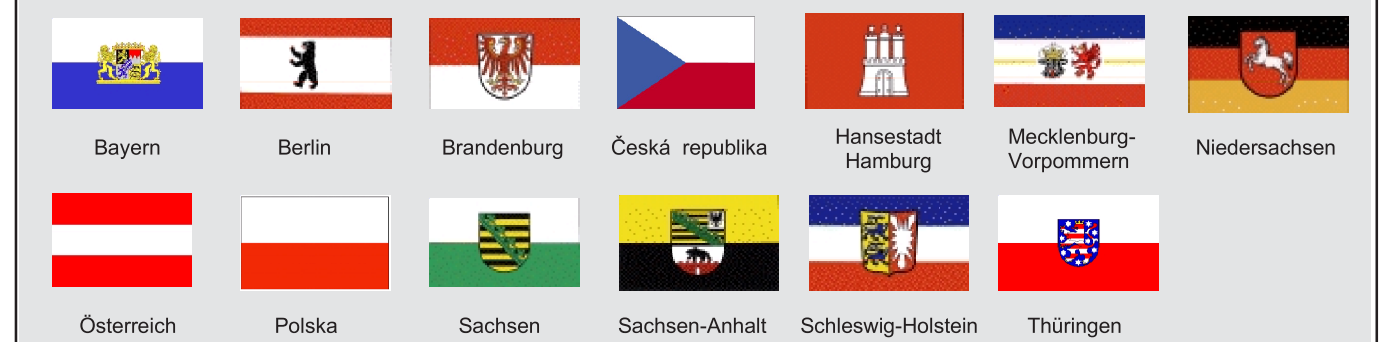 Bayern
Berlin
Brandenburg
Česká republika
Hansestadt
Hamburg
Mecklenburg-
Vorpommern
Niedersachsen
Österreich
Polska
Sachsen
Sachsen-Anhalt
Schleswig-Holstein
Thüringen